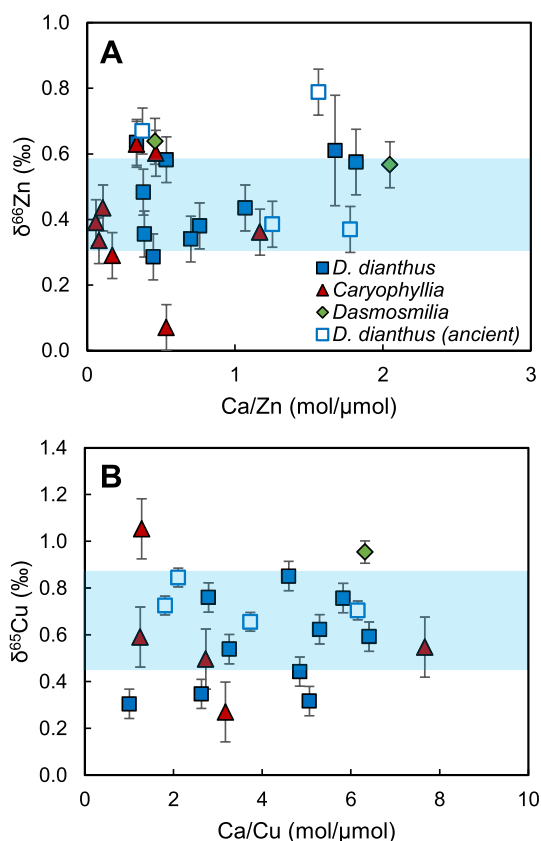 A
1.0
0.8
0.6
0.4
0.2
0.0
δ⁶⁶Zn (‰)
D. dianthus
Caryophyllia
Dasmosmilia
D. dianthus (ancient)
0 1 2 3
Ca/Zn (mol/μmol)
B
1.4
1.2
1.0
0.8
0.6
0.4
0.2
0.0
δ⁶⁵Cu (‰)
0 2 4 6 8 10
Ca/Cu (mol/μmol)